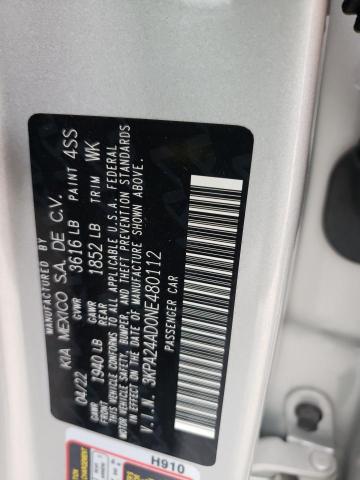 MANUFACTURED BY
KIA MEXICO S.A. DE C.V.
04/22 GVWR 3616 LB PAINT 4SS
GAWR 1940 LB GAWR REAR 1852 LB TRIM WK
THIS VEHICLE CONFORMS TO ALL APPLICABLE U.S.A. FEDERAL
MOTOR VEHICLE SAFETY, BUMPER, AND THEFT PREVENTION STANDARDS
IN EFFECT ON THE DATE OF MANUFACTURE SHOWN ABOVE.
V.I.N. 3KPA24AD0NE480112
PASSENGER CAR
H910